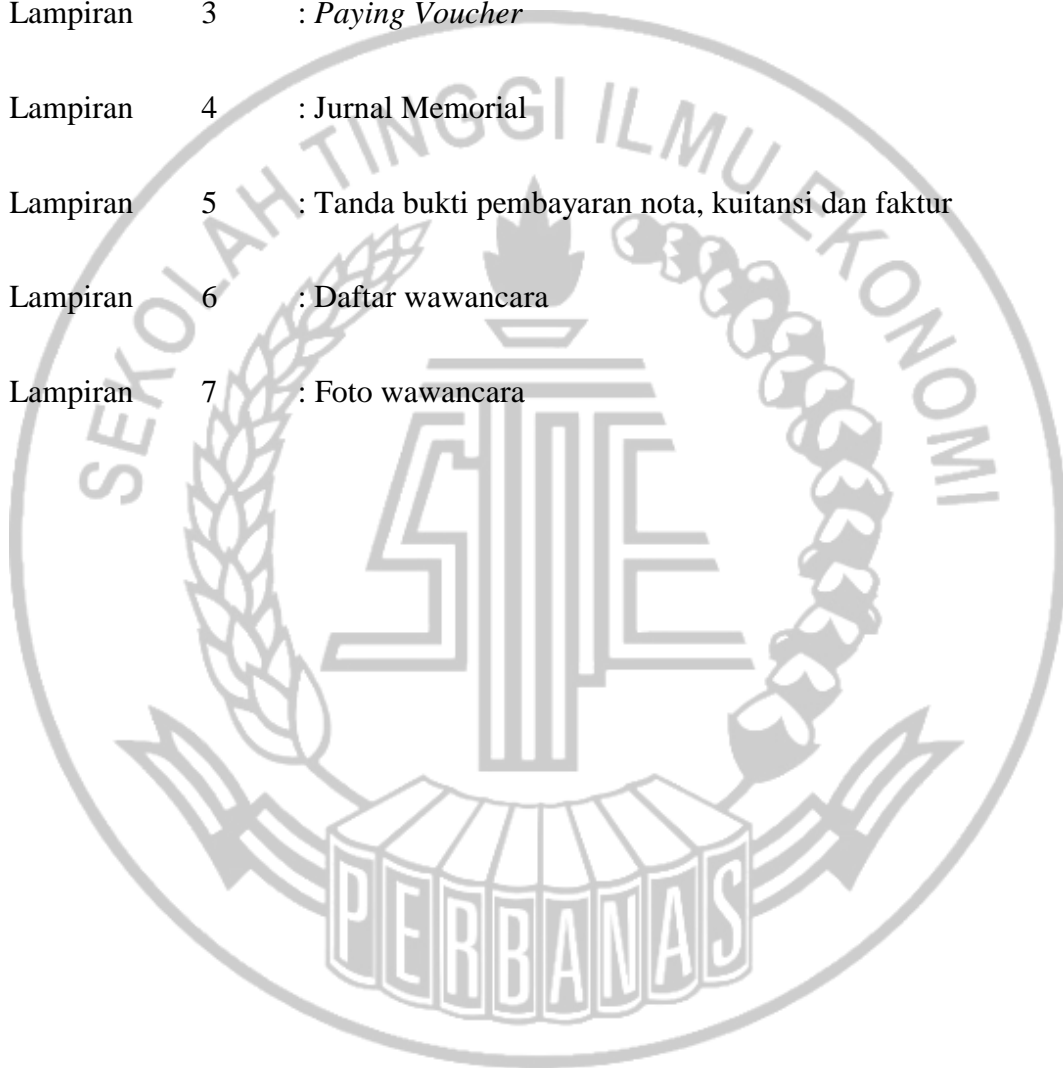 Lampiran 3 : Paying Voucher
Lampiran 4 : Jurnal Memorial
Lampiran 5 : Tanda bukti pembayaran nota, kuitansi dan faktur
Lampiran 6 : Daftar wawancara
Lampiran 7 : Foto wawancara
SEKOLAH TINGGI ILMU EKONOMI
PERBANAS